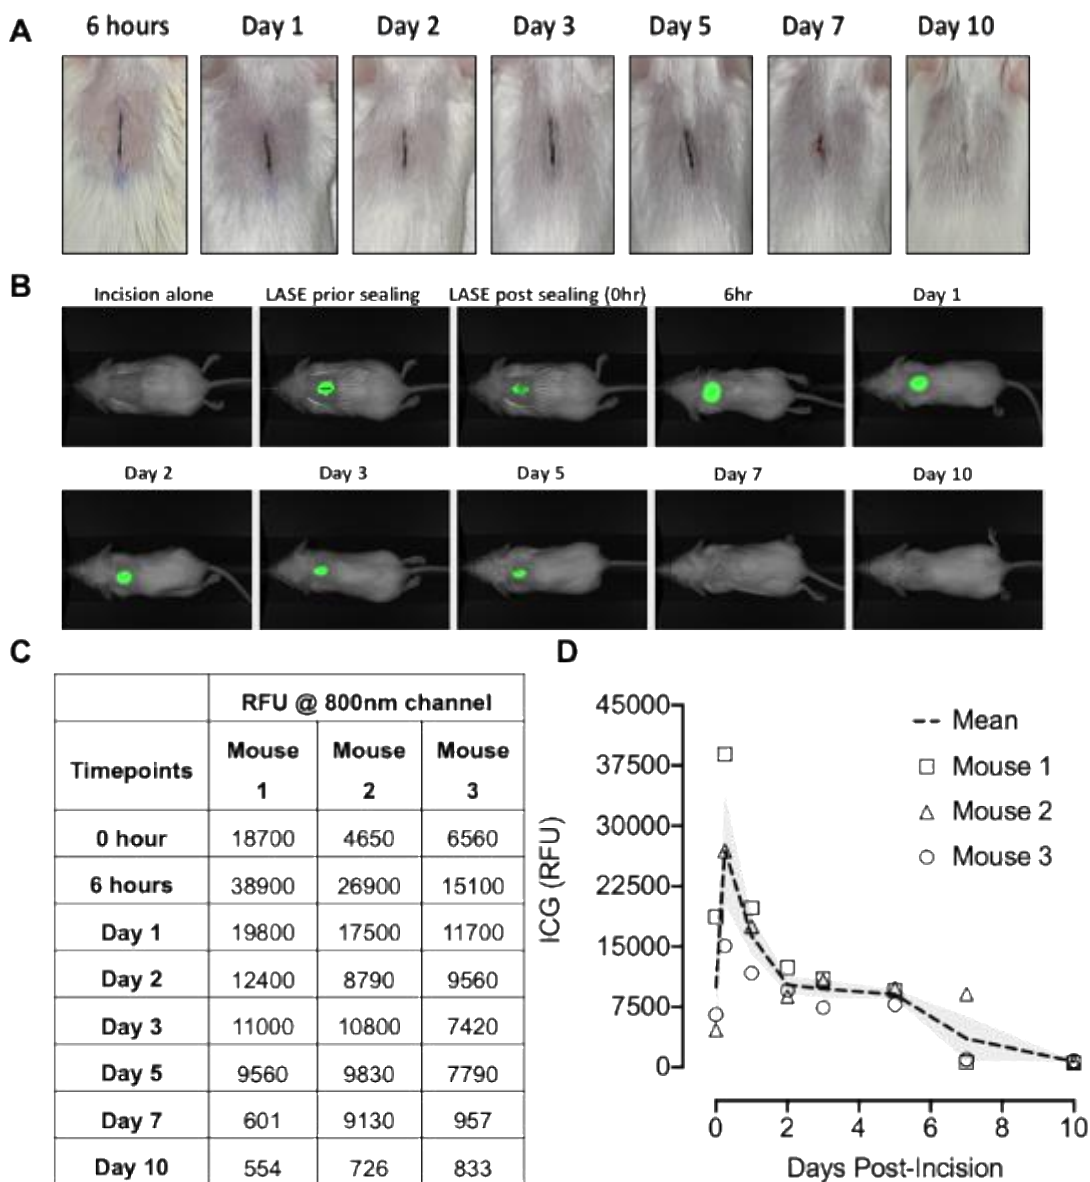 A
6 hours Day 1 Day 2 Day 3 Day 5 Day 7 Day 10
B
Incision alone LASE prior sealing LASE post sealing (0hr) 6hr Day 1
Day 2 Day 3 Day 5 Day 7 Day 10
C
RFU @ 800nm channel
Timepoints Mouse 1 Mouse 2 Mouse 3
0 hour 18700 4650 6560
6 hours 38900 26900 15100
Day 1 19800 17500 11700
Day 2 12400 8790 9560
Day 3 11000 10800 7420
Day 5 9560 9830 7790
Day 7 601 9130 957
Day 10 554 726 833
D
45000
37500
30000
22500
15000
7500
0
ICG (RFU)
Mean
Mouse 1
Mouse 2
Mouse 3
0 2 4 6 8 10
Days Post-Incision